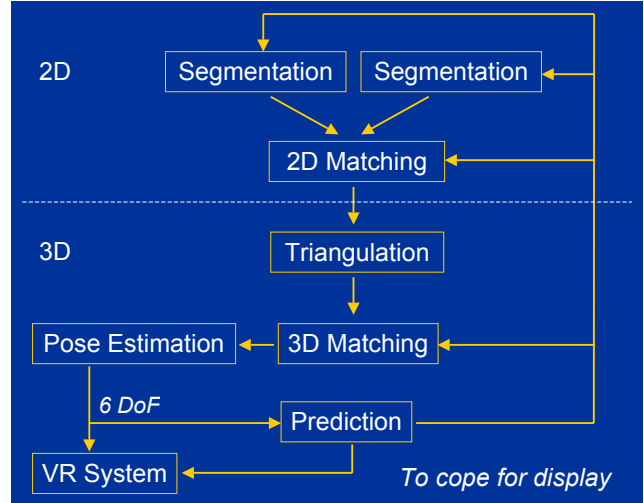 2D
Segmentation
Segmentation
2D Matching
3D
Triangulation
Pose Estimation
3D Matching
6 DoF
Prediction
VR System
To cope for display